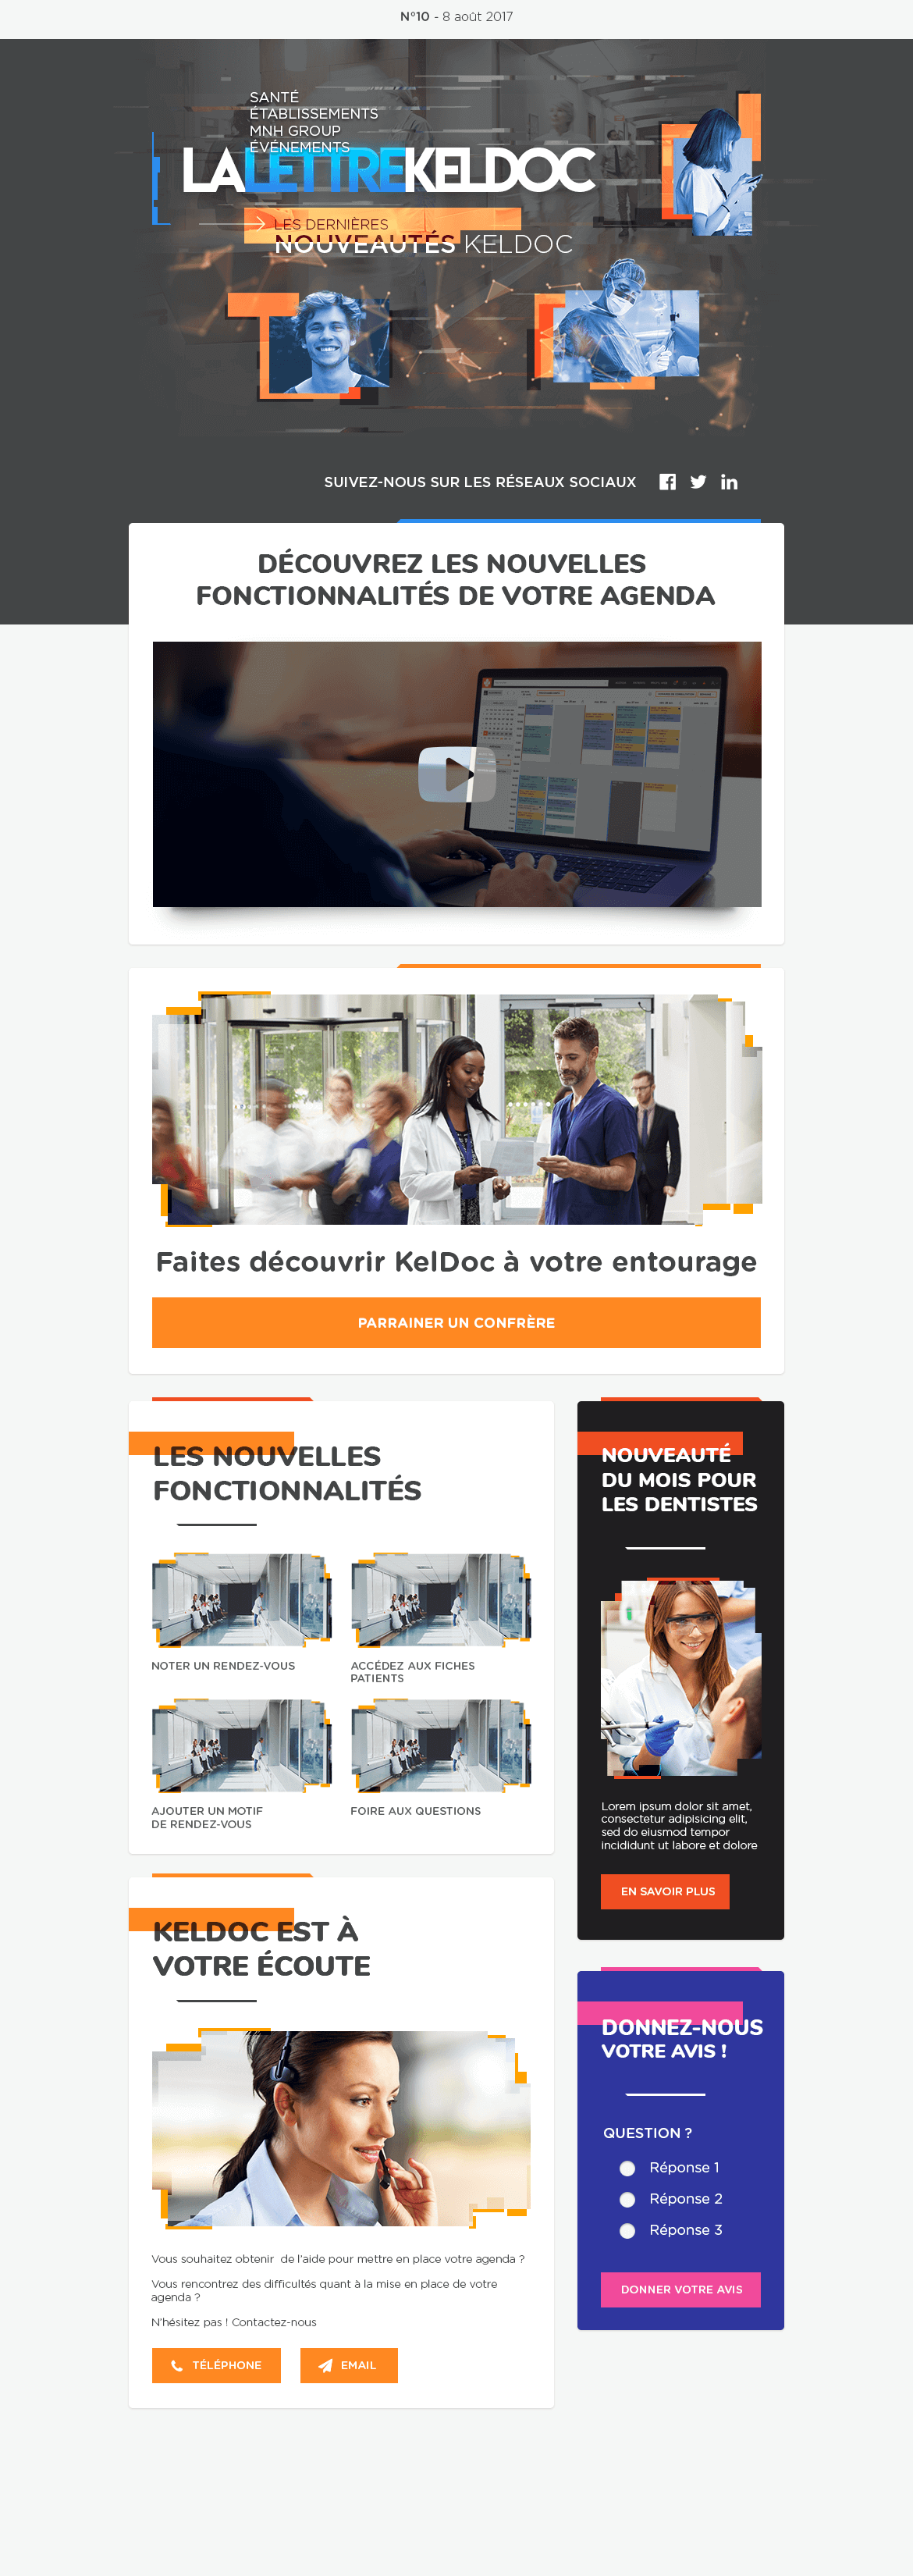 N°10 - 8 août 2017
SANTÉ
ÉTABLISSEMENTS
MNH GROUP
ÉVÉNEMENTS
LALETTREKELDOC
LES DERNIÈRES
NOUVEAUTÉS KELDOC
SUIVEZ-NOUS SUR LES RÉSEAUX SOCIAUX
DÉCOUVREZ LES NOUVELLES
FONCTIONNALITÉS DE VOTRE AGENDA
Faites découvrir KelDoc à votre entourage
PARRAINER UN CONFRÈRE
LES NOUVELLES
FONCTIONNALITÉS
NOTER UN RENDEZ-VOUS
ACCÉDEZ AUX FICHES
PATIENTS
AJOUTER UN MOTIF
DE RENDEZ-VOUS
FOIRE AUX QUESTIONS
NOUVEAUTÉ
DU MOIS POUR
LES DENTISTES
Lorem ipsum dolor sit amet,
consectetur adipisicing elit,
sed do eiusmod tempor
incididunt ut labore et dolore
EN SAVOIR PLUS
KELDOC EST À
VOTRE ÉCOUTE
Vous souhaitez obtenir  de l'aide pour mettre en place votre agenda ?
Vous rencontrez des difficultés quant à la mise en place de votre
agenda ?
N'hésitez pas ! Contactez-nous
TÉLÉPHONE
EMAIL
DONNEZ-NOUS
VOTRE AVIS !
QUESTION ?
Réponse 1
Réponse 2
Réponse 3
DONNER VOTRE AVIS